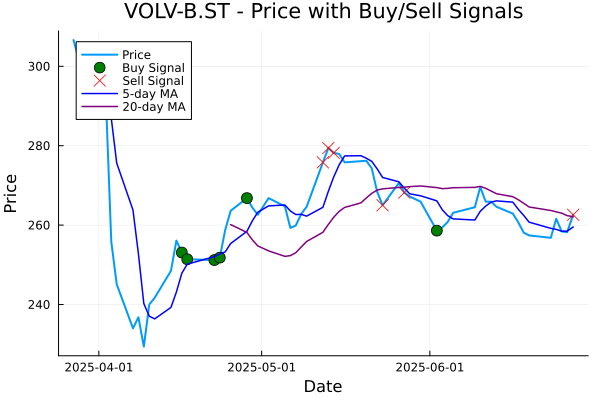 VOLV-B.ST - Price with Buy/Sell Signals
Price
Buy Signal
Sell Signal
5-day MA
20-day MA
300
280
260
240
Price
2025-04-01
2025-05-01
2025-06-01
Date